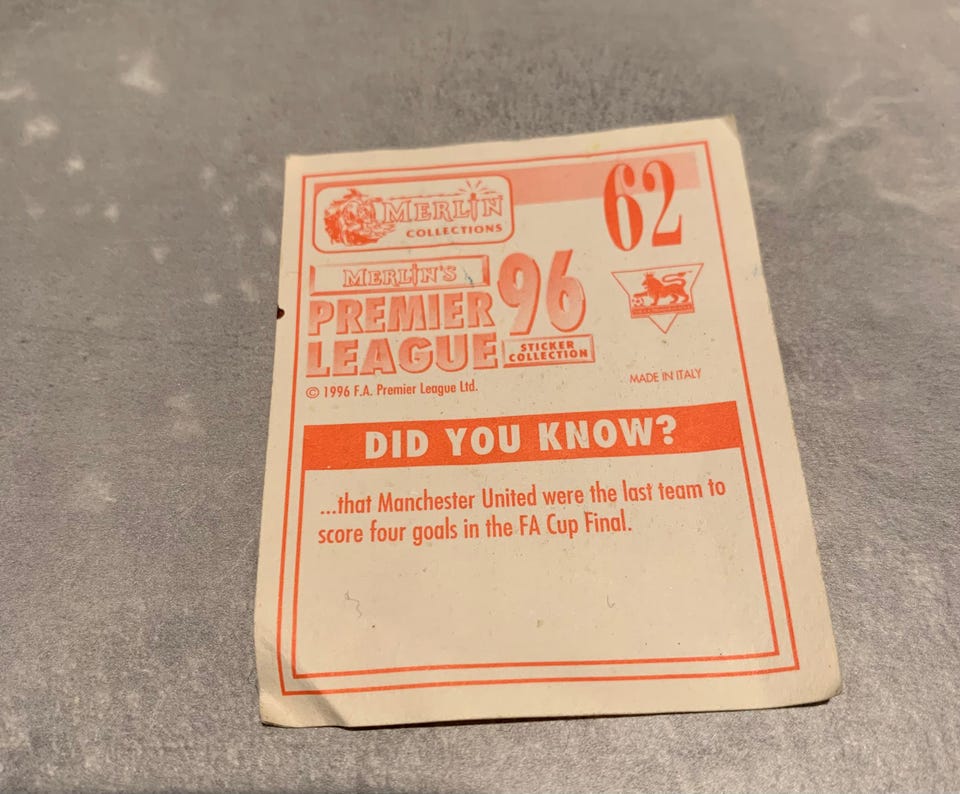 MERLIN
COLLECTIONS
62
MERLIN'S
PREMIER
LEAGUE
96
STICKER
COLLECTION
© 1996 F.A. Premier League Ltd.
MADE IN ITALY
DID YOU KNOW?
...that Manchester United were the last team to
score four goals in the FA Cup Final.